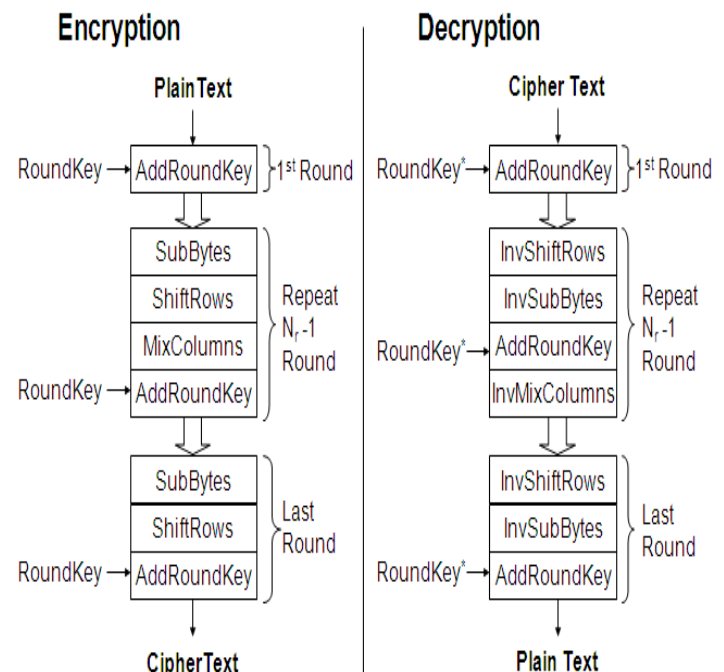 Encryption
PlainText
RoundKey
AddRoundKey
1st Round
SubBytes
ShiftRows
MixColumns
RoundKey
AddRoundKey
Repeat
Nr -1
Round
SubBytes
ShiftRows
RoundKey
AddRoundKey
Last
Round
CipherText
Decryption
Cipher Text
RoundKey*
AddRoundKey
1st Round
InvShiftRows
InvSubBytes
RoundKey*
AddRoundKey
InvMixColumns
Repeat
Nr -1
Round
InvShiftRows
InvSubBytes
RoundKey*
AddRoundKey
Last
Round
Plain Text